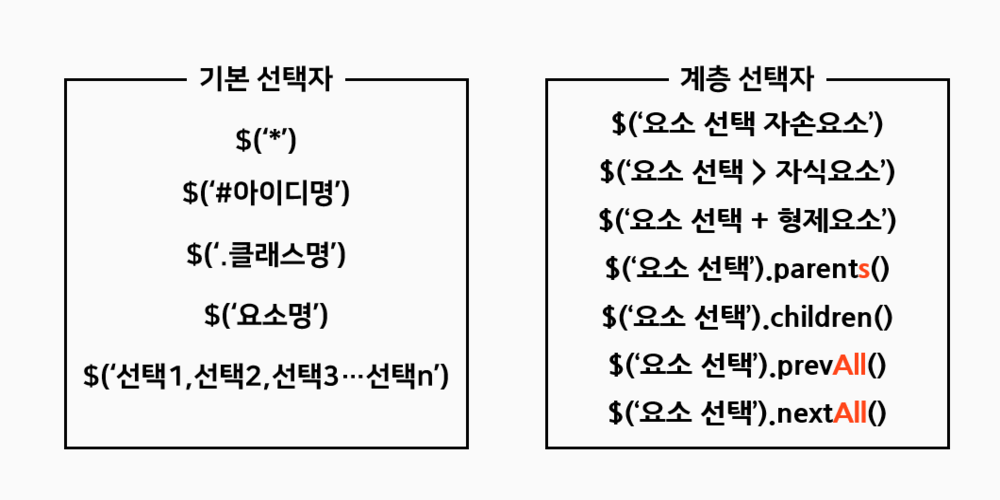 기본 선택자
$(‘*’)
$(‘#아이디명’)
$(‘.클래스명’)
$(‘요소명’)
$(‘선택1,선택2,선택3…선택n’)
계층 선택자
$(‘요소 선택 자손요소’)
$(‘요소 선택 > 자식요소’)
$(‘요소 선택 + 형제요소’)
$(‘요소 선택’).parents()
$(‘요소 선택’).children()
$(‘요소 선택’).prevAll()
$(‘요소 선택’).nextAll()